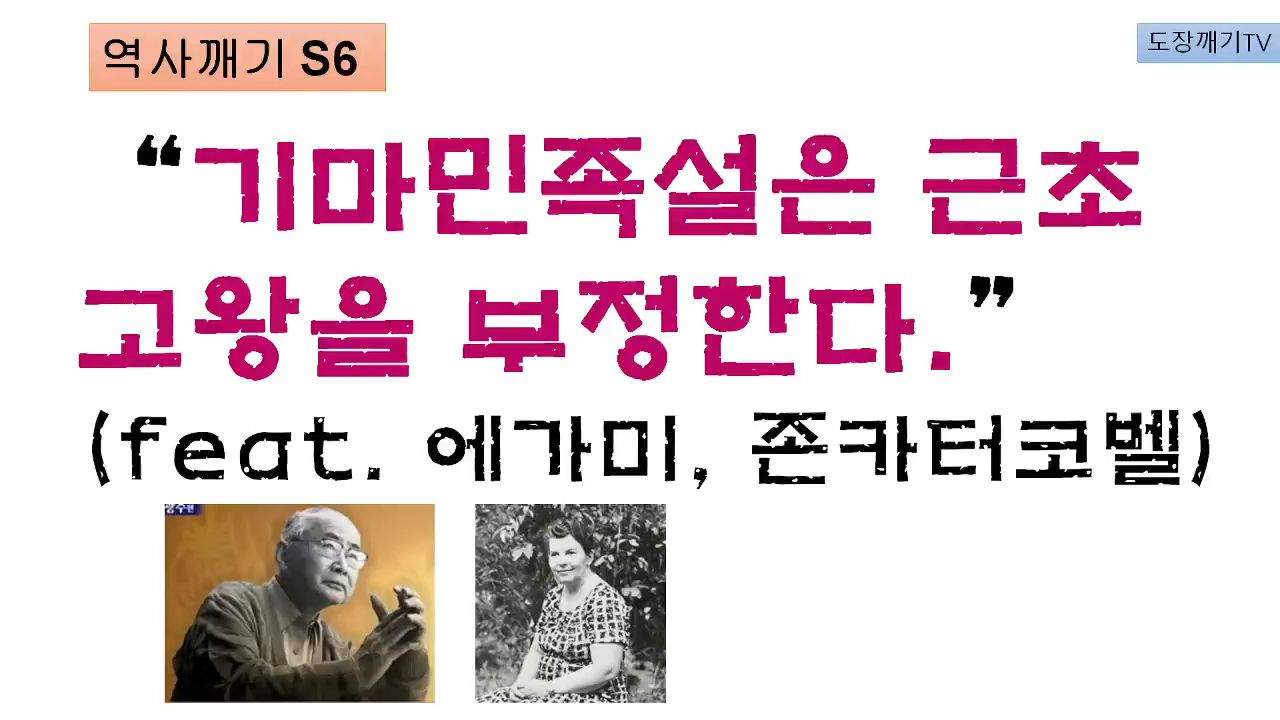 역사깨기 S6
도장깨기TV
“기마민족설은 근초
고왕을 부정한다.”
(feat. 에가미, 존카터코벨)